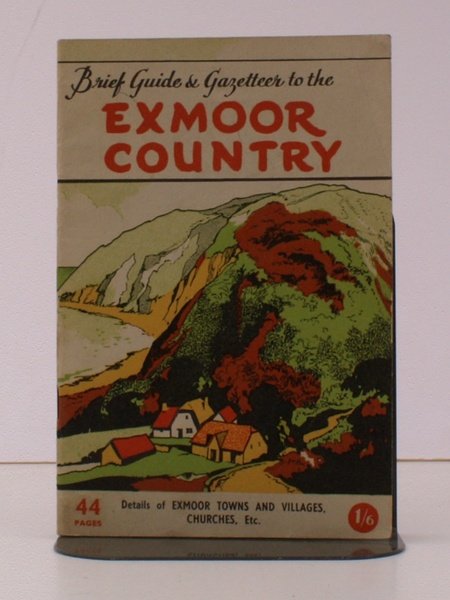 Brief Guide & Gazetteer to the
EXMOOR
COUNTRY
44
PAGES
Details of EXMOOR TOWNS AND VILLAGES,
CHURCHES, Etc.
1/6